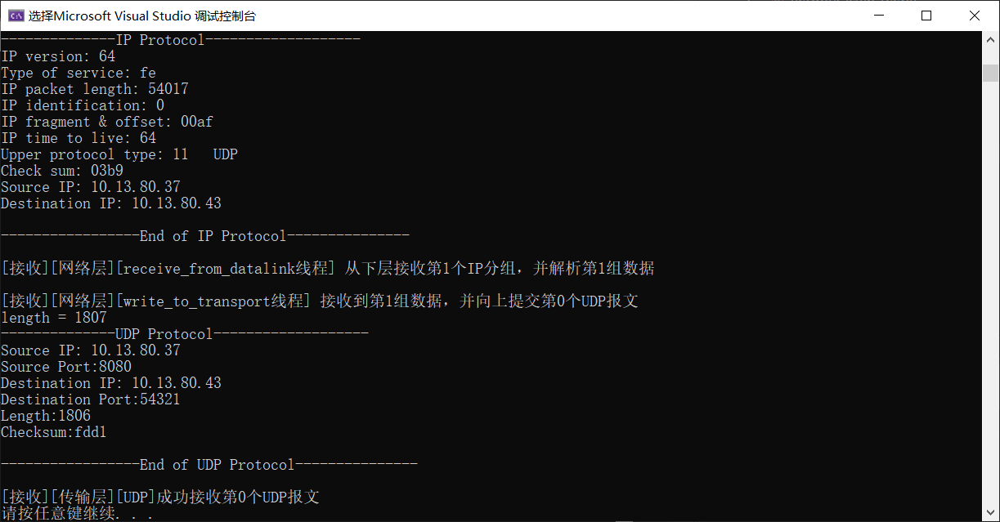 选择Microsoft Visual Studio 调试控制台
--------------IP Protocol-------------------
IP version: 64
Type of service: fe
IP packet length: 54017
IP identification: 0
IP fragment & offset: 00af
IP time to live: 64
Upper protocol type: 11   UDP
Check sum: 03b9
Source IP: 10.13.80.37
Destination IP: 10.13.80.43
-----------------End of IP Protocol---------------
[接收][网络层][receive_from_datalink线程] 从下层接收第1个IP分组，并解析第1组数据
[接收][网络层][write_to_transport线程] 接收到第1组数据，并向上提交第0个UDP报文
length = 1807
--------------UDP Protocol-------------------
Source IP: 10.13.80.37
Source Port:8080
Destination IP: 10.13.80.43
Destination Port:54321
Length:1806
Checksum:fdd1
-----------------End of UDP Protocol---------------
[接收][传输层][UDP]成功接收第0个UDP报文
请按任意键继续. . .